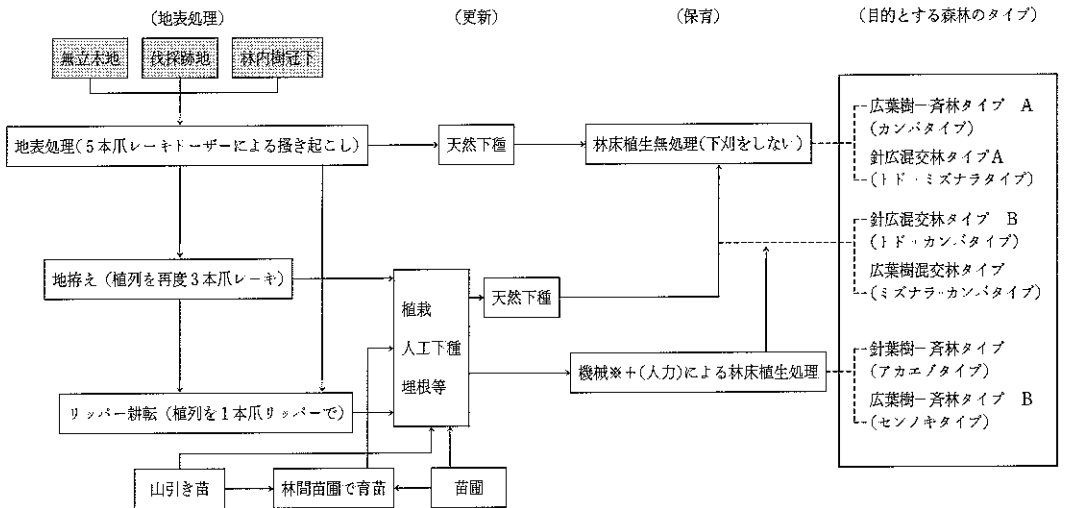 (地表処理)
(更新)
(保育)
(目的とする森林のタイプ)
無立木地
伐採跡地
林内樹冠下
地表処理(5本爪レーキドーザーによる掻き起こし)
天然下種
林床植生無処理(下刈をしない)
広葉樹一斉林タイプ A
(カンバタイプ)
針広混交林タイプA
(トド・ミズナラタイプ)
針広混交林タイプ B
(トド・カンバタイプ)
広葉樹混交林タイプ
(ミズナラ・カンバタイプ)
地拵え(植列を再度3本爪レーキ)
植栽
人工下種
埋根等
天然下種
機械※+(人力)による林床植生処理
針葉樹一斉林タイプ
(アカエゾタイプ)
広葉樹一斉林タイプ B
(センノキタイプ)
リッパー耕転(植列を1本爪リッパーで)
山引き苗
林間苗圃で育苗
苗圃